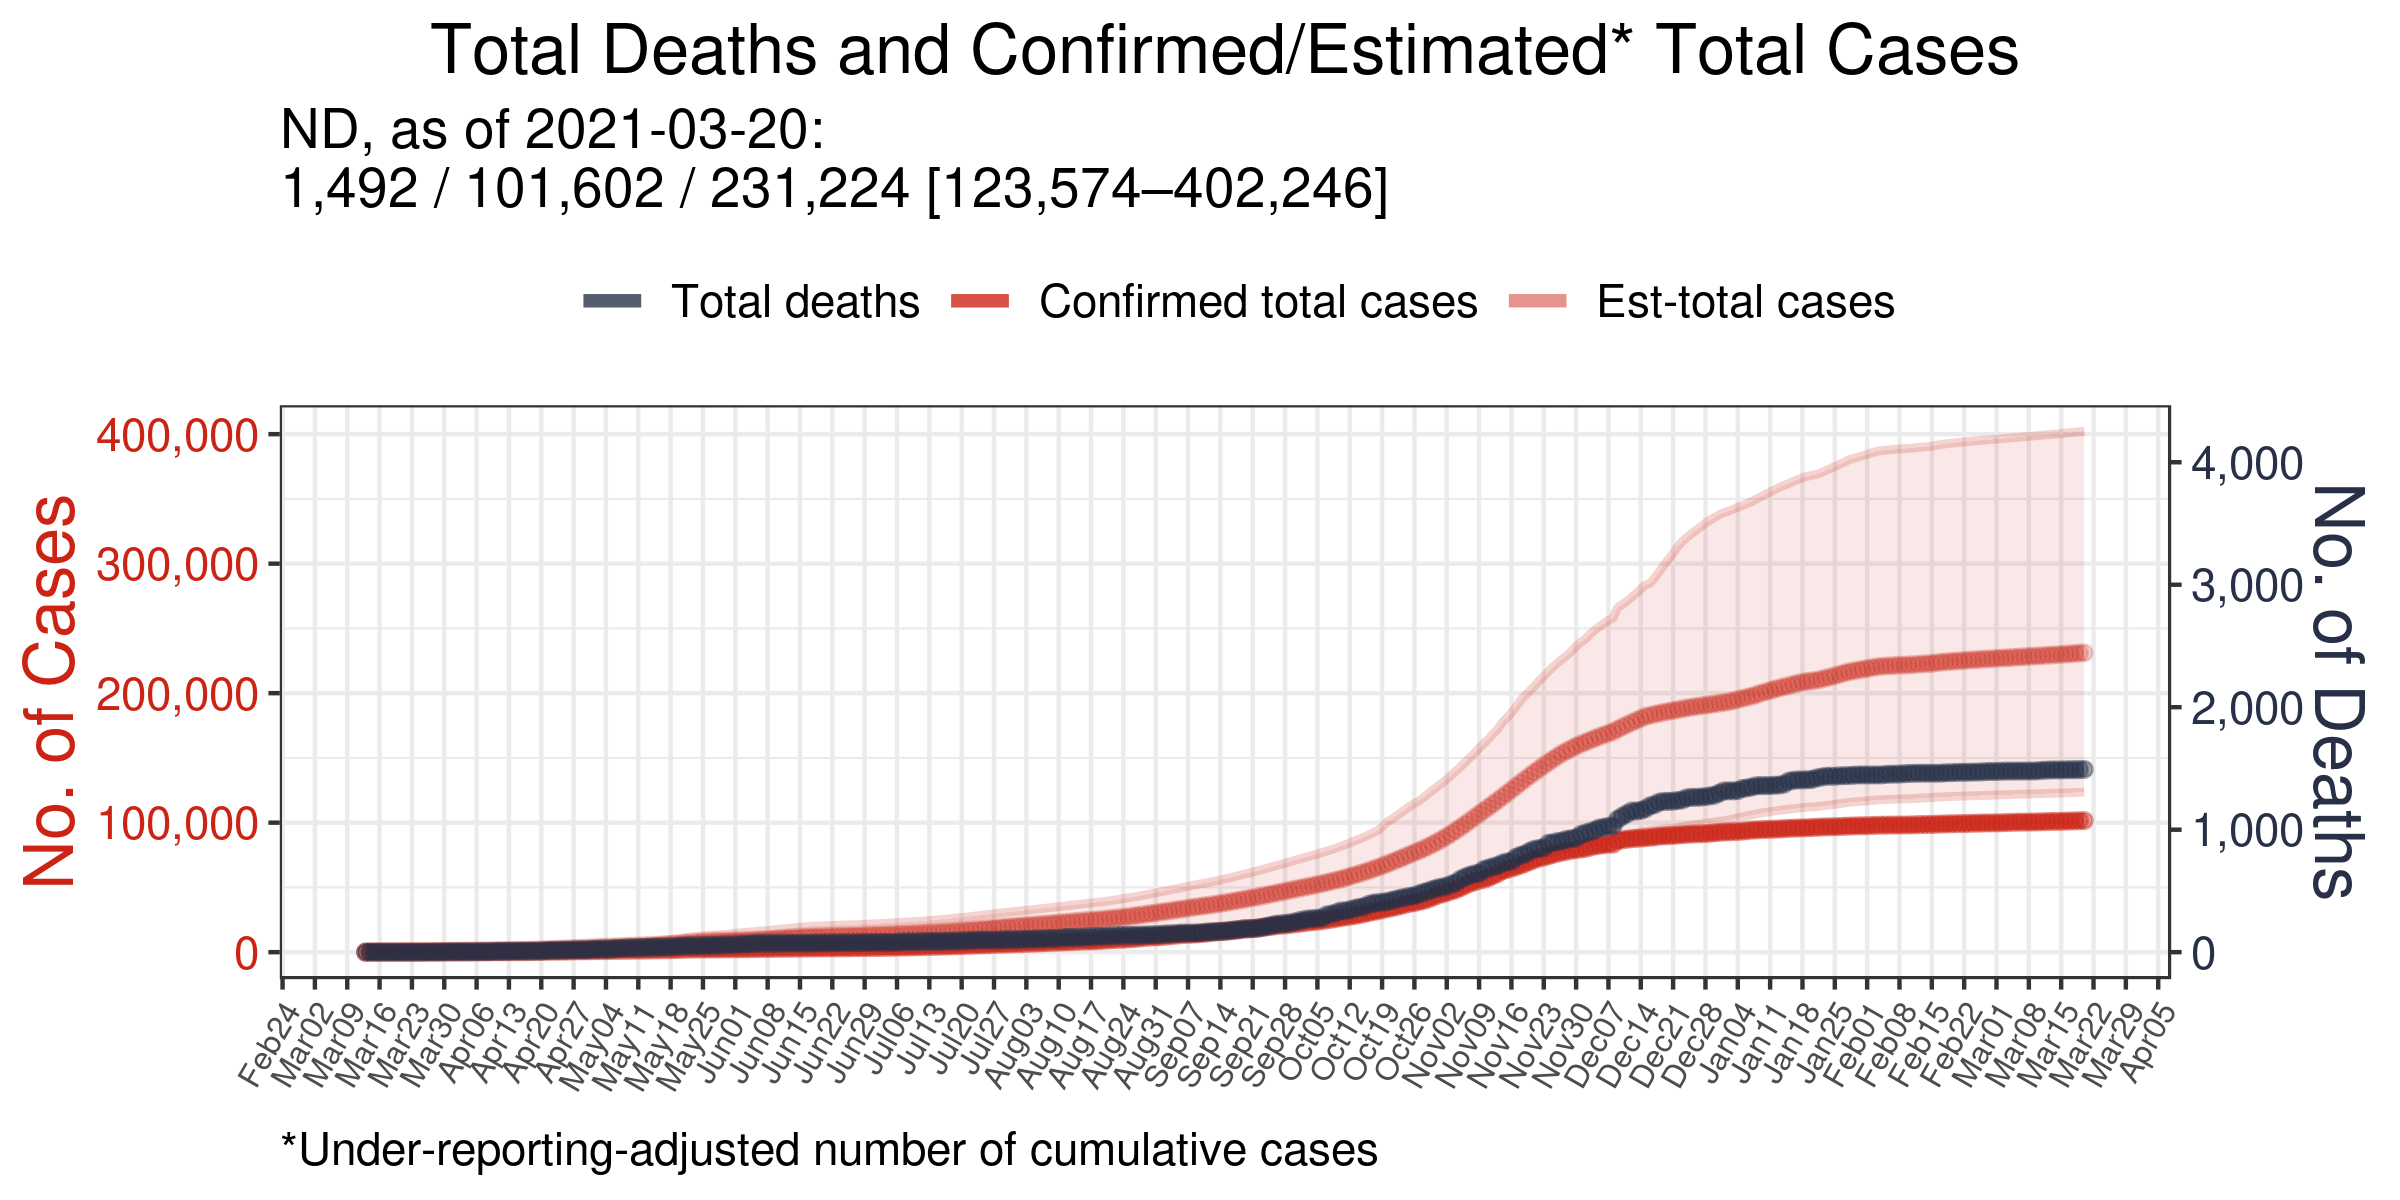 Total Deaths and Confirmed/Estimated* Total Cases
ND, as of 2021-03-20:
1,492 / 101,602 / 231,224 [123,574–402,246]
Total deaths
Confirmed total cases
Est-total cases
No. of Cases
400,000
300,000
200,000
100,000
0
4,000
3,000
2,000
1,000
0
No. of Deaths
Feb24
Mar02
Mar09
Mar16
Mar23
Mar30
Apr06
Apr13
Apr20
Apr27
May04
May11
May18
May25
Jun01
Jun08
Jun15
Jun22
Jun29
Jul06
Jul13
Jul20
Jul27
Aug03
Aug10
Aug17
Aug24
Aug31
Sep07
Sep14
Sep21
Sep28
Oct05
Oct12
Oct19
Oct26
Nov02
Nov09
Nov16
Nov23
Nov30
Dec07
Dec14
Dec21
Dec28
Jan04
Jan11
Jan18
Jan25
Feb01
Feb08
Feb15
Feb22
Mar01
Mar08
Mar15
Mar22
Mar29
Apr05
*Under-reporting-adjusted number of cumulative cases